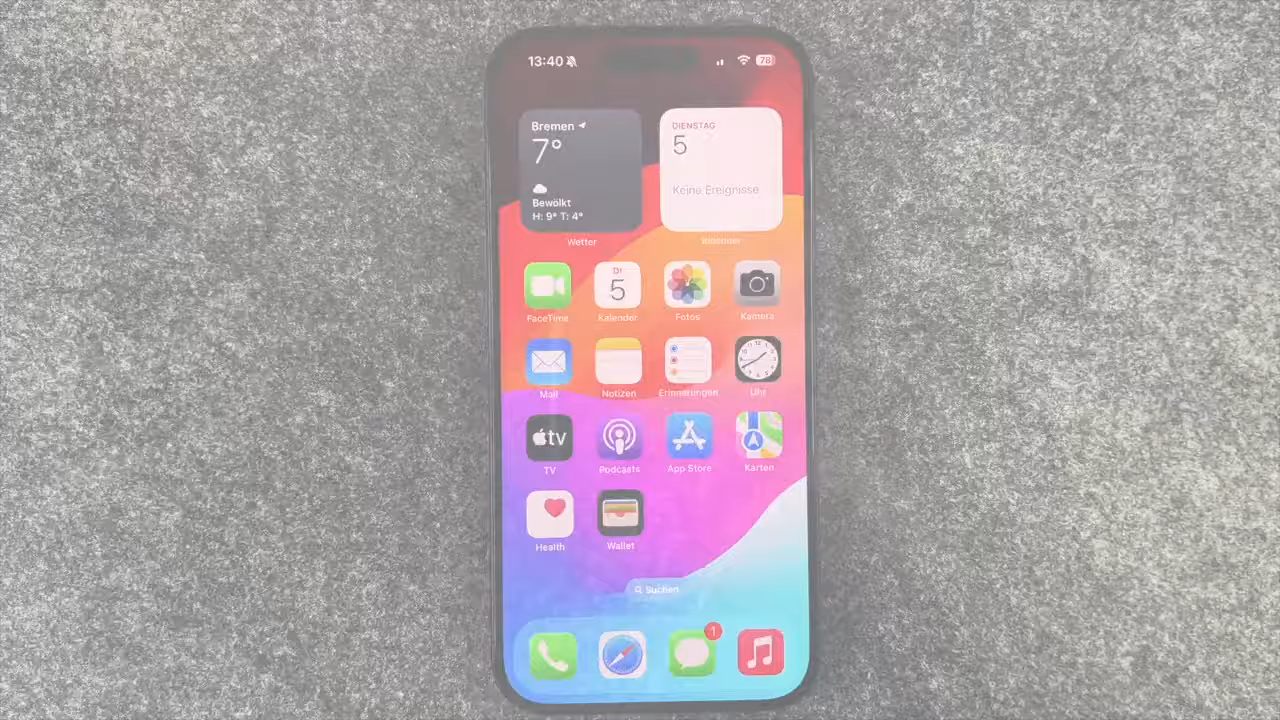 13:40
78
Bremen
7°
Bewölkt
H: 9° T: 4°
Wetter
DIENSTAG
5
Keine Ereignisse
Kalender
FaceTime
DI
5
Kalender
Fotos
Kamera
Mail
Notizen
Erinnerungen
Uhr
tv
TV
Podcasts
App Store
Karten
Health
Wallet
Suchen
1